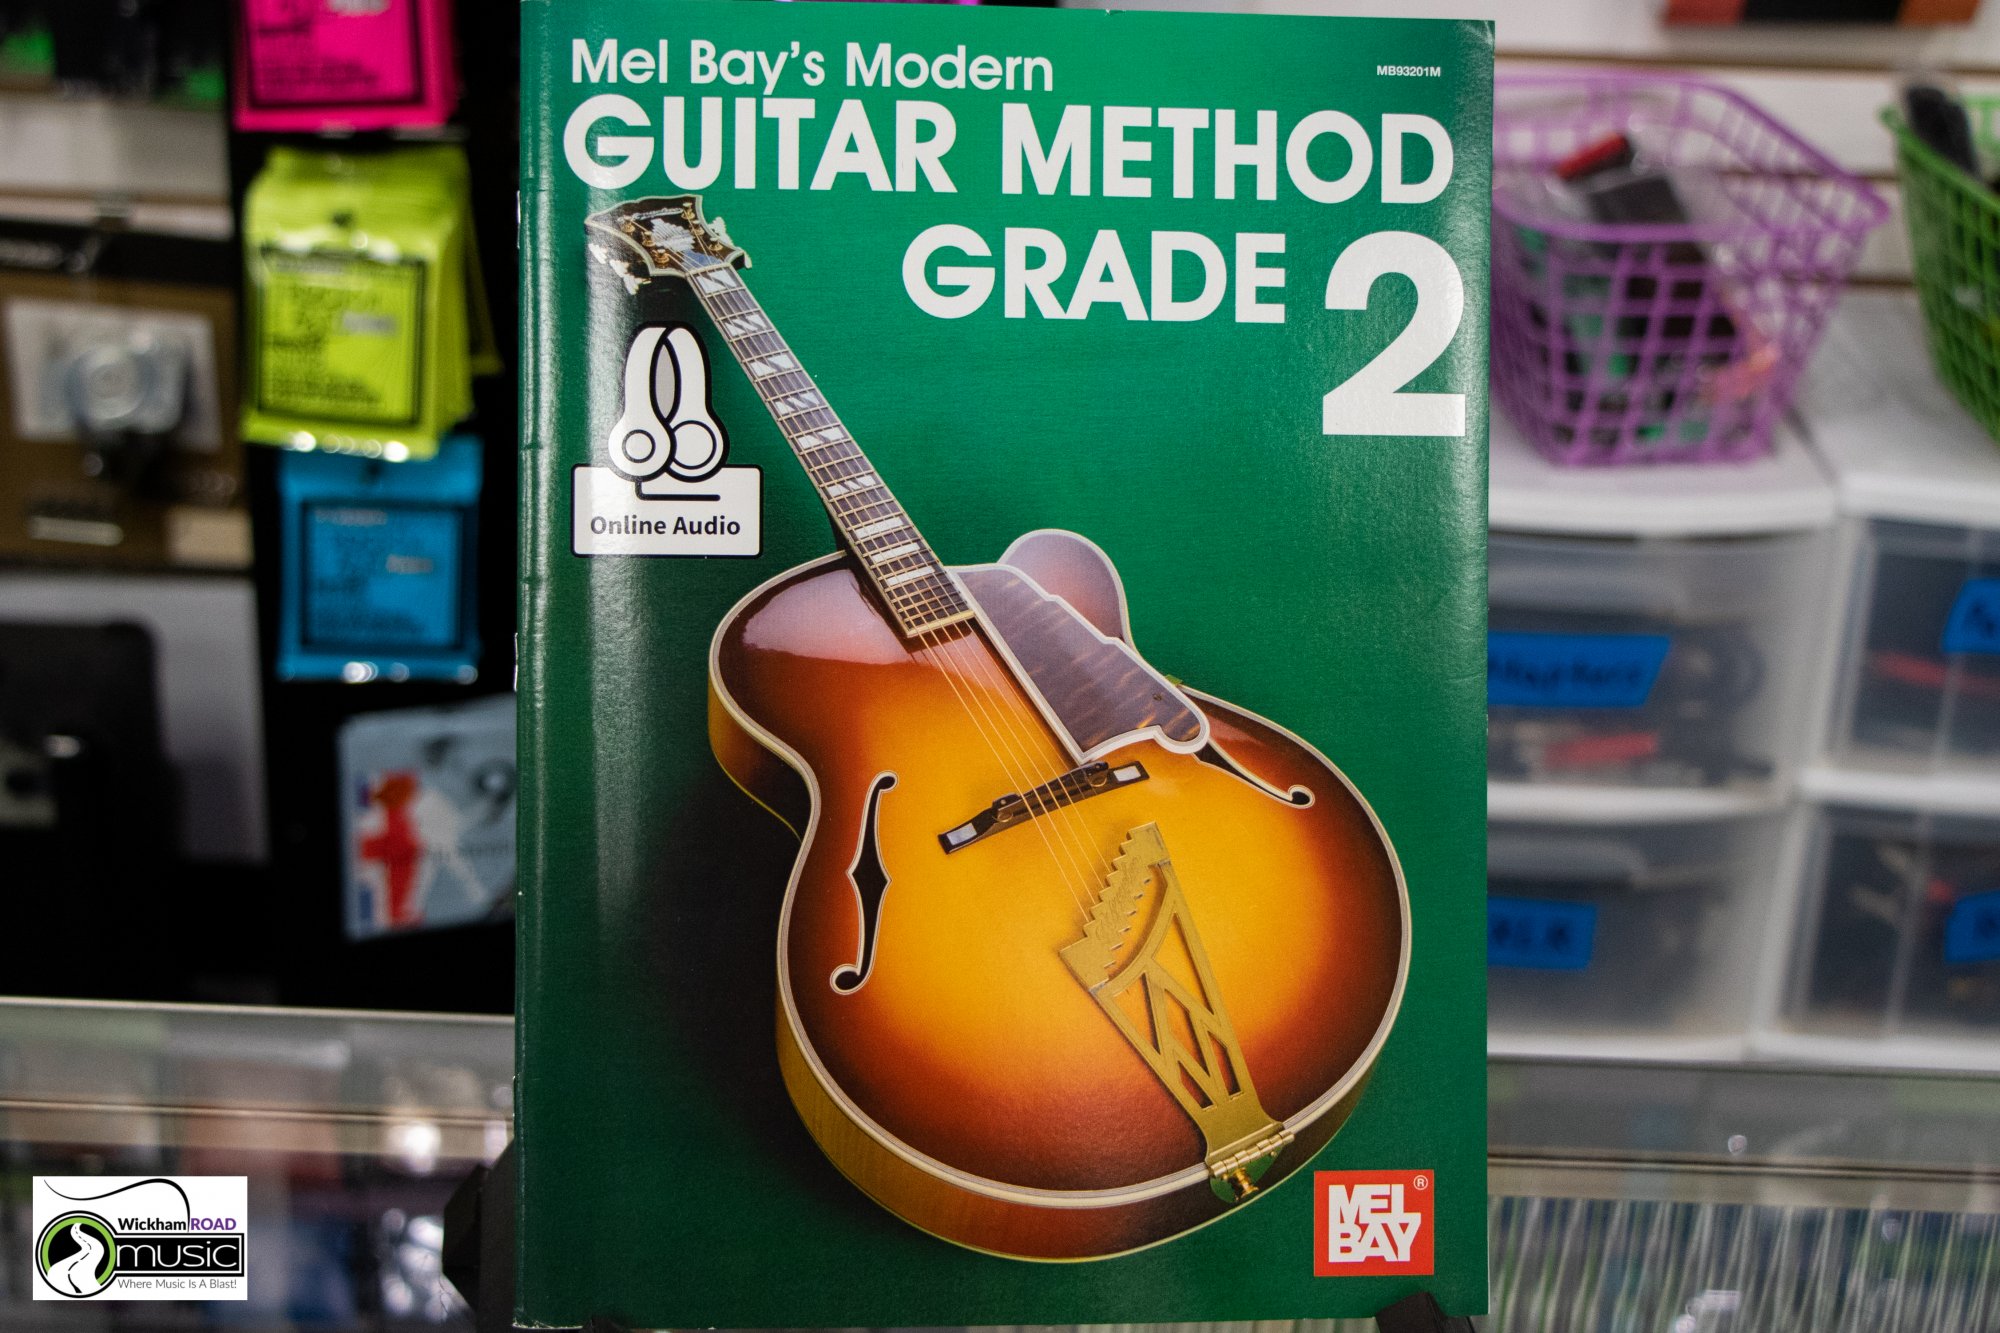 Mel Bay's Modern
MB93201M
GUITAR METHOD
GRADE 2
Online Audio
MEL
BAY
®
Wickham ROAD
music
Where Music Is A Blast!